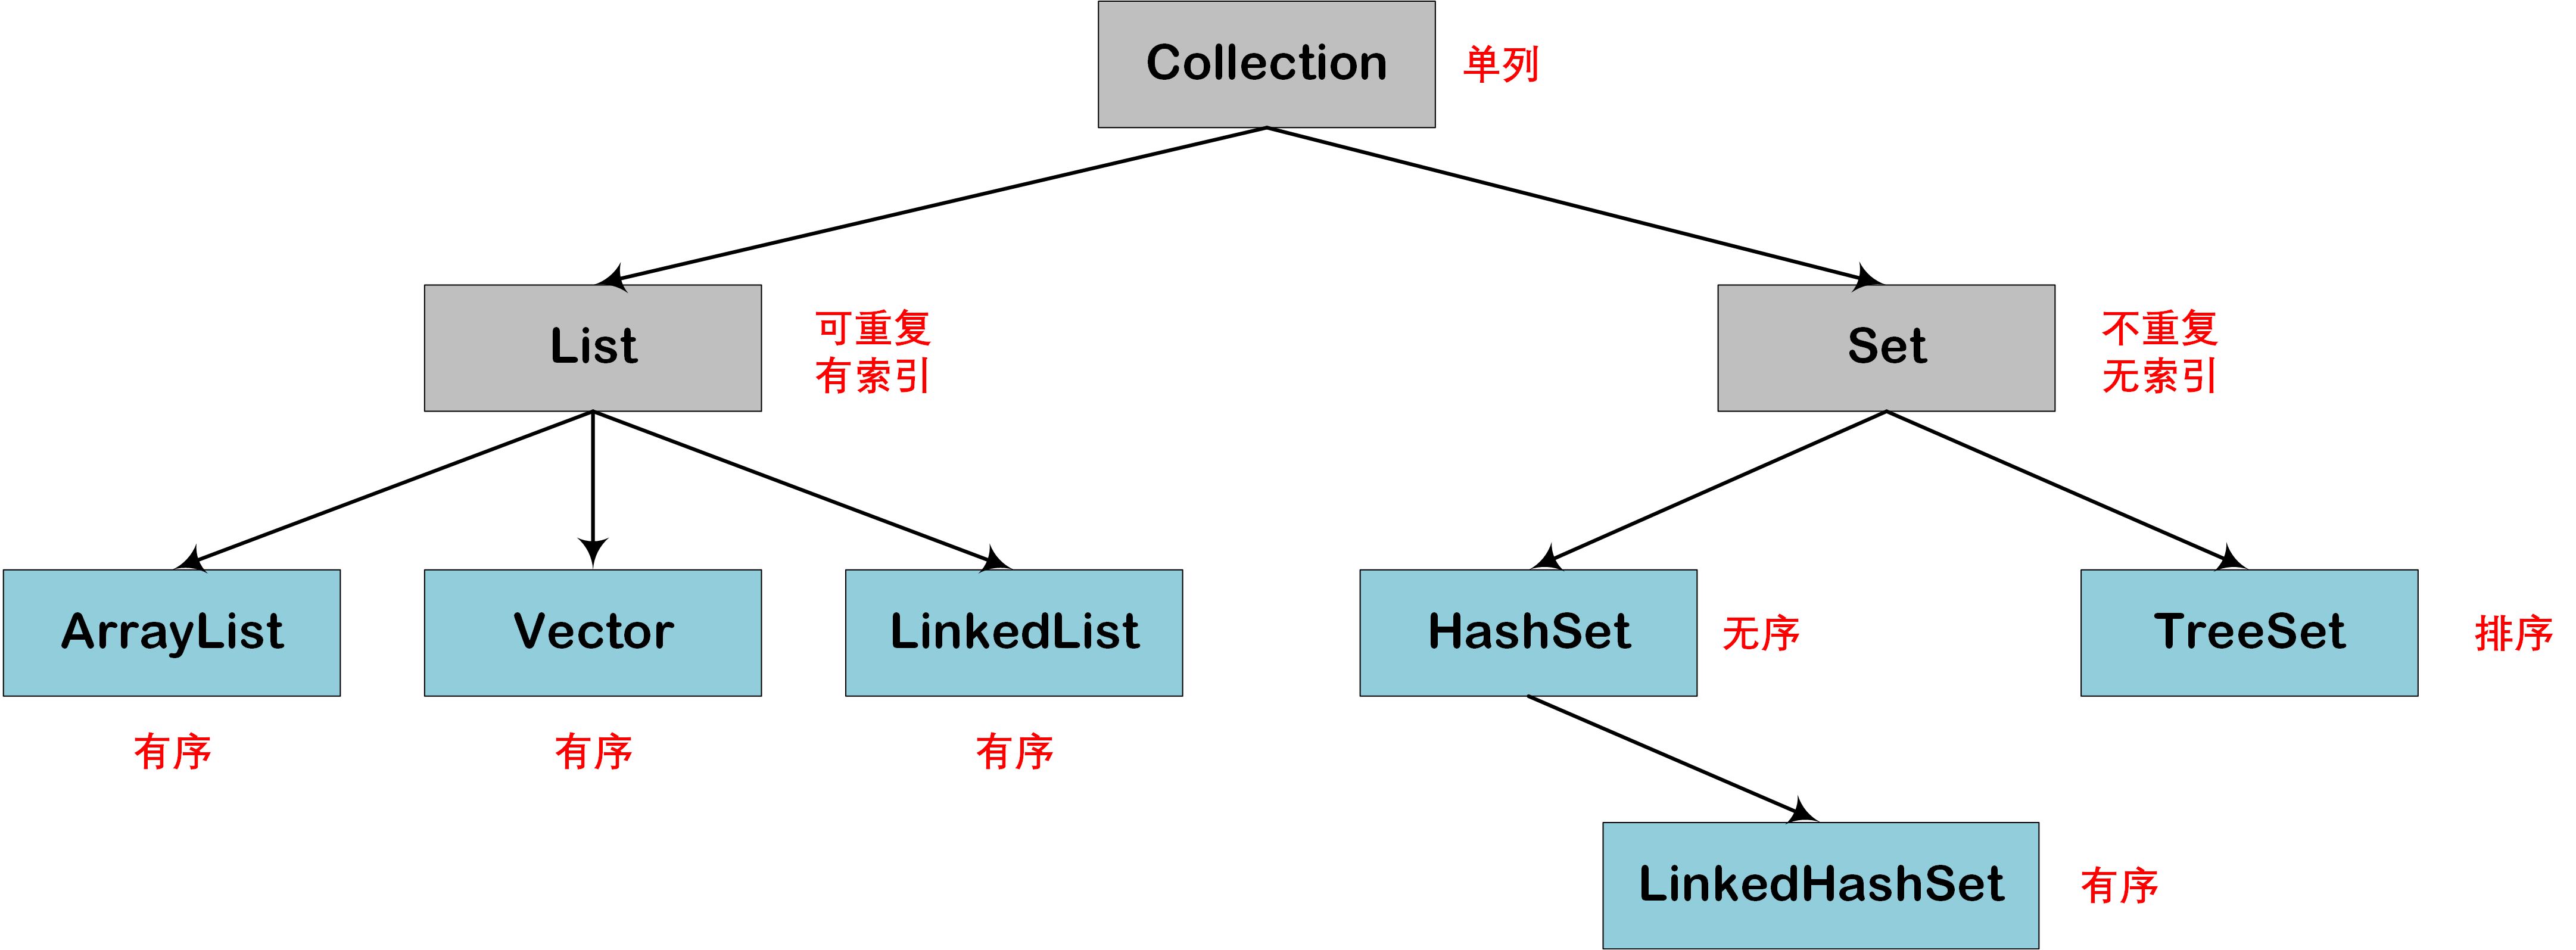 Collection
单列
List
可重复
有索引
Set
不重复
无索引
ArrayList
Vector
LinkedList
HashSet
无序
TreeSet
排序
有序
有序
有序
LinkedHashSet
有序